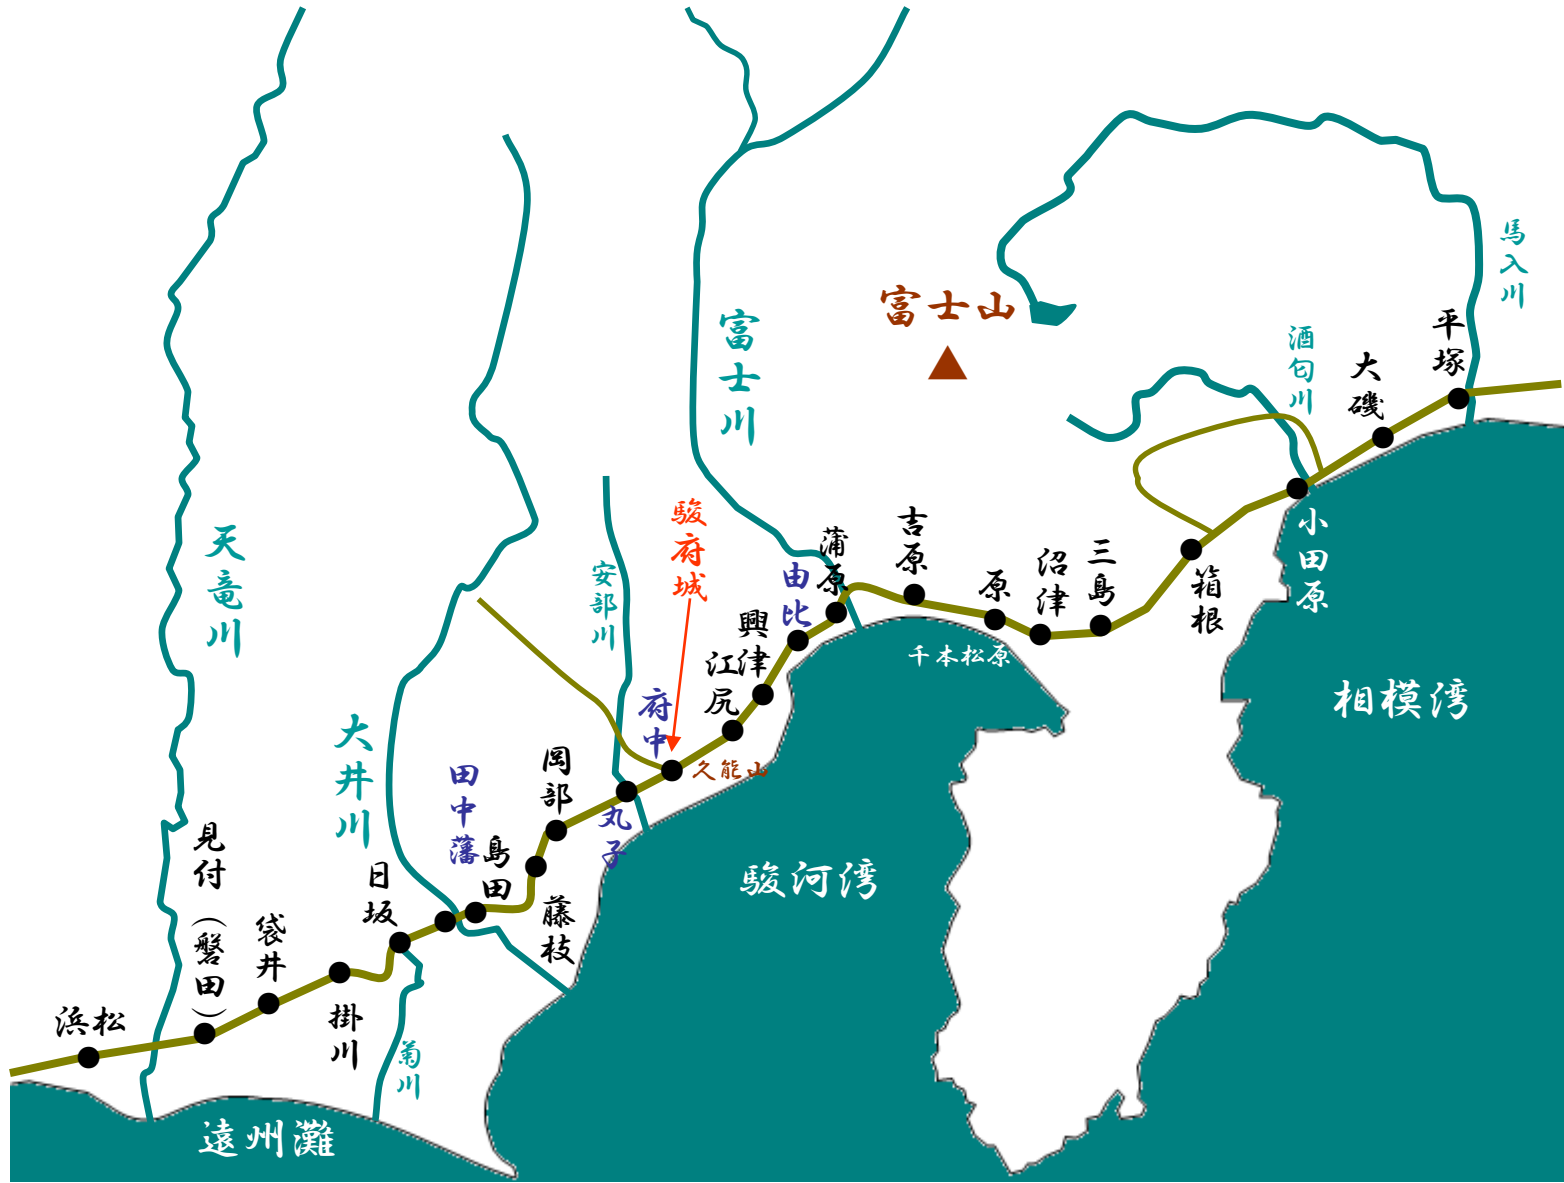 馬入川
平塚
大磯
酒匂川
小田原
箱根
三島
沼津
原
吉原
蒲原
由比
興津
江尻
府中
丸子
岡部
藤枝
島田
日坂
掛川
袋井
見付（磐田）
浜松
富士山
富士川
駿府城
安部川
久能山
千本松原
田中藩
大井川
天竜川
菊川
相模湾
駿河湾
遠州灘